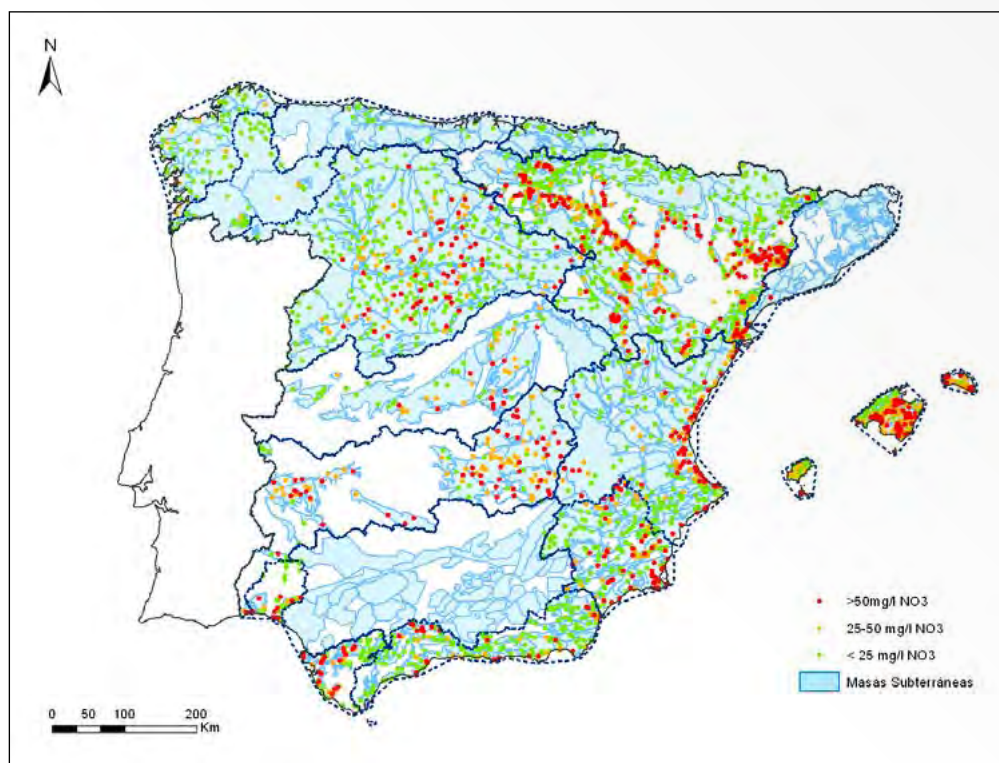 N
>50mg/l NO3
25-50 mg/l NO3
< 25 mg/l NO3
Masas Subterráneas
0 50 100 200
Km